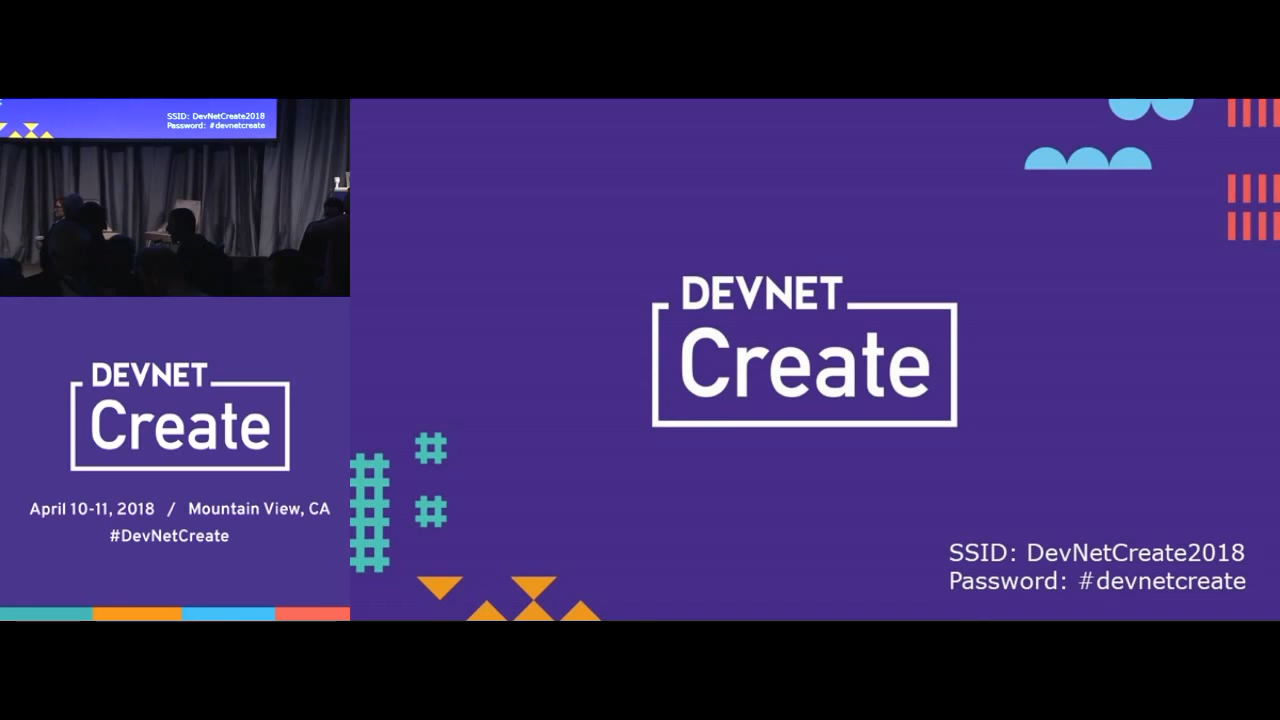 SSID: DevNetCreate2018
Password: #devnetcreate
DEVNET
Create
April 10-11, 2018 / Mountain View, CA
#DevNetCreate
DEVNET
Create
SSID: DevNetCreate2018
Password: #devnetcreate